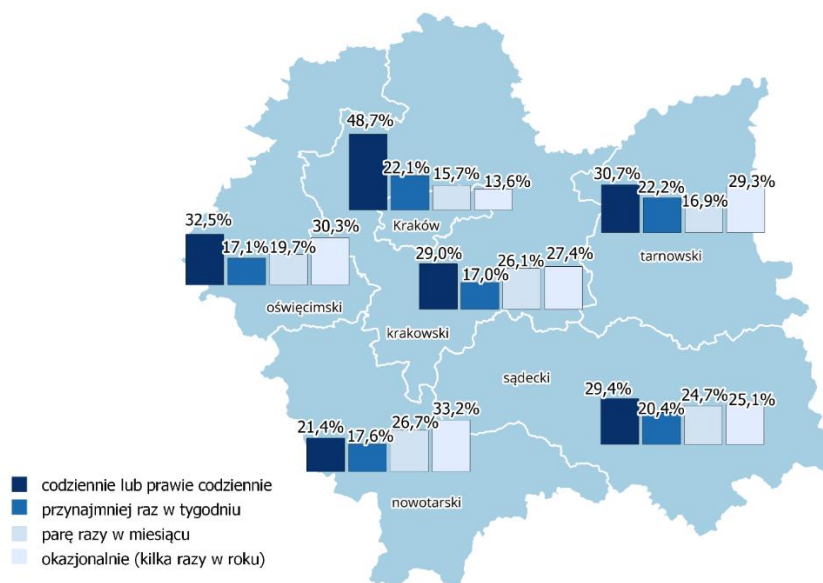 48,7%
22,1%
15,7%
13,6%
Kraków
30,7%
22,2%
16,9%
29,3%
tarnowski
32,5%
17,1%
19,7%
30,3%
oświęcimski
29,0%
17,0%
26,1%
27,4%
krakowski
sądecki
29,4%
20,4%
24,7%
25,1%
21,4%
17,6%
26,7%
33,2%
nowotarski
codziennie lub prawie codziennie
przynajmniej raz w tygodniu
parę razy w miesiącu
okazjonalnie (kilka razy w roku)